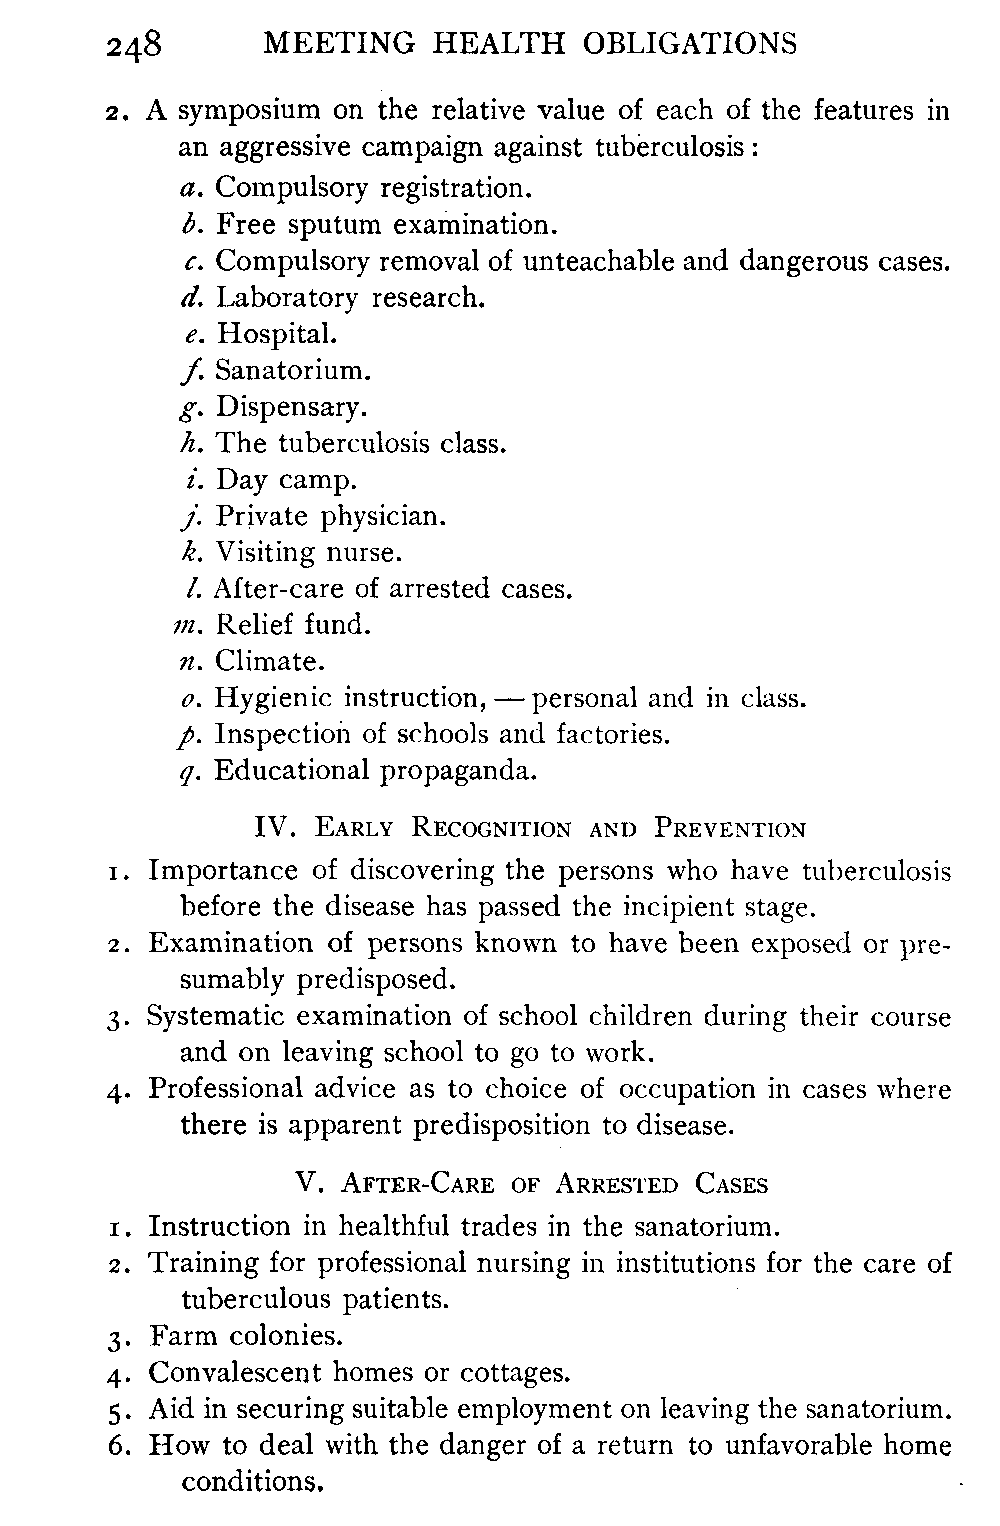 248 MEETING HEALTH OBLIGATIONS
2. A symposium on the relative value of each of the features in
an aggressive campaign against tuberculosis :
a. Compulsory registration.
b. Free sputum examination.
c. Compulsory removal of unteachable and dangerous cases.
d. Laboratory research.
e. Hospital.
f. Sanatorium.
g. Dispensary.
h. The tuberculosis class.
i. Day camp.
j. Private physician.
k. Visiting nurse.
l. After-care of arrested cases.
m. Relief fund.
n. Climate.
o. Hygienic instruction, — personal and in class.
p. Inspection of schools and factories.
q. Educational propaganda.
IV. EARLY RECOGNITION AND PREVENTION
1. Importance of discovering the persons who have tuberculosis
before the disease has passed the incipient stage.
2. Examination of persons known to have been exposed or pre-
sumably predisposed.
3. Systematic examination of school children during their course
and on leaving school to go to work.
4. Professional advice as to choice of occupation in cases where
there is apparent predisposition to disease.
V. AFTER-CARE OF ARRESTED CASES
1. Instruction in healthful trades in the sanatorium.
2. Training for professional nursing in institutions for the care of
tuberculous patients.
3. Farm colonies.
4. Convalescent homes or cottages.
5. Aid in securing suitable employment on leaving the sanatorium.
6. How to deal with the danger of a return to unfavorable home
conditions.